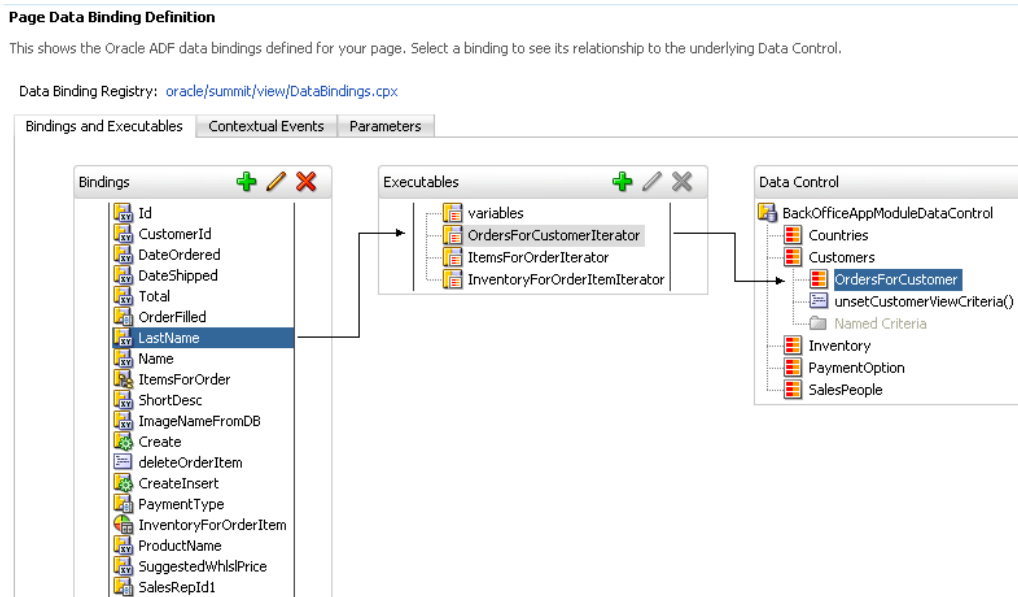 Page Data Binding Definition
This shows the Oracle ADF data bindings defined for your page. Select a binding to see its relationship to the underlying Data Control.
Data Binding Registry: oracle/summit/view/DataBindings.cpx
Bindings and Executables
Contextual Events
Parameters
Bindings
Id
CustomerId
DateOrdered
DateShipped
Total
OrderFilled
LastName
Name
ItemsForOrder
ShortDesc
ImageNameFromDB
Create
deleteOrderItem
CreateInsert
PaymentType
InventoryForOrderItem
ProductName
SuggestedWhlslPrice
SalesRepId1
Executables
variables
OrdersForCustomerIterator
ItemsForOrderIterator
InventoryForOrderItemIterator
Data Control
BackOfficeAppModuleDataControl
Countries
Customers
OrdersForCustomer
unsetCustomerViewCriteria()
Named Criteria
Inventory
PaymentOption
SalesPeople